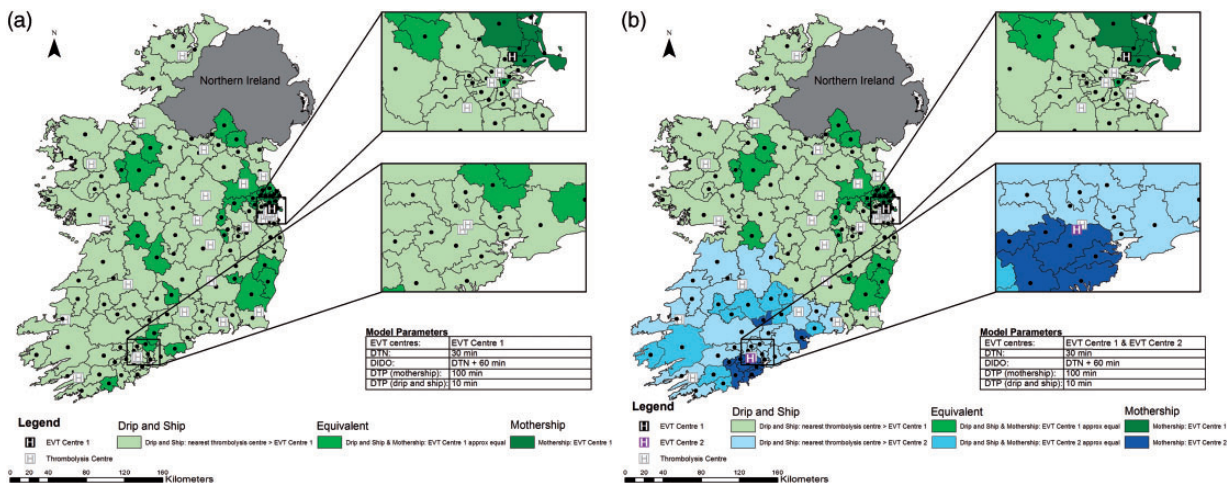 (a)
N
Northern Ireland
H
Model Parameters
EVT centres: EVT Centre 1
DTN: 30 min
DIDO: DTN + 60 min
DTP (mothership): 100 min
DTP (drip and ship): 10 min
Legend
Drip and Ship
Equivalent
Mothership
H EVT Centre 1
Drip and Ship: nearest thrombolysis centre > EVT Centre 1
Drip and Ship & Mothership: EVT Centre 1 approx equal
Mothership: EVT Centre 1
H Thrombolysis Centre
0 20 40 80 120 160
Kilometers
(b)
N
Northern Ireland
H
Model Parameters
EVT centres: EVT Centre 1 & EVT Centre 2
DTN: 30 min
DIDO: DTN + 60 min
DTP (mothership): 100 min
DTP (drip and ship): 10 min
Legend
Drip and Ship
Equivalent
Mothership
H EVT Centre 1
Drip and Ship: nearest thrombolysis centre > EVT Centre 1
Drip and Ship & Mothership: EVT Centre 1 approx equal
Mothership: EVT Centre 1
H EVT Centre 2
Drip and Ship: nearest thrombolysis centre > EVT Centre 2
Drip and Ship & Mothership: EVT Centre 2 approx equal
Mothership: EVT Centre 2
H Thrombolysis Centre
0 20 40 80 120 160
Kilometers